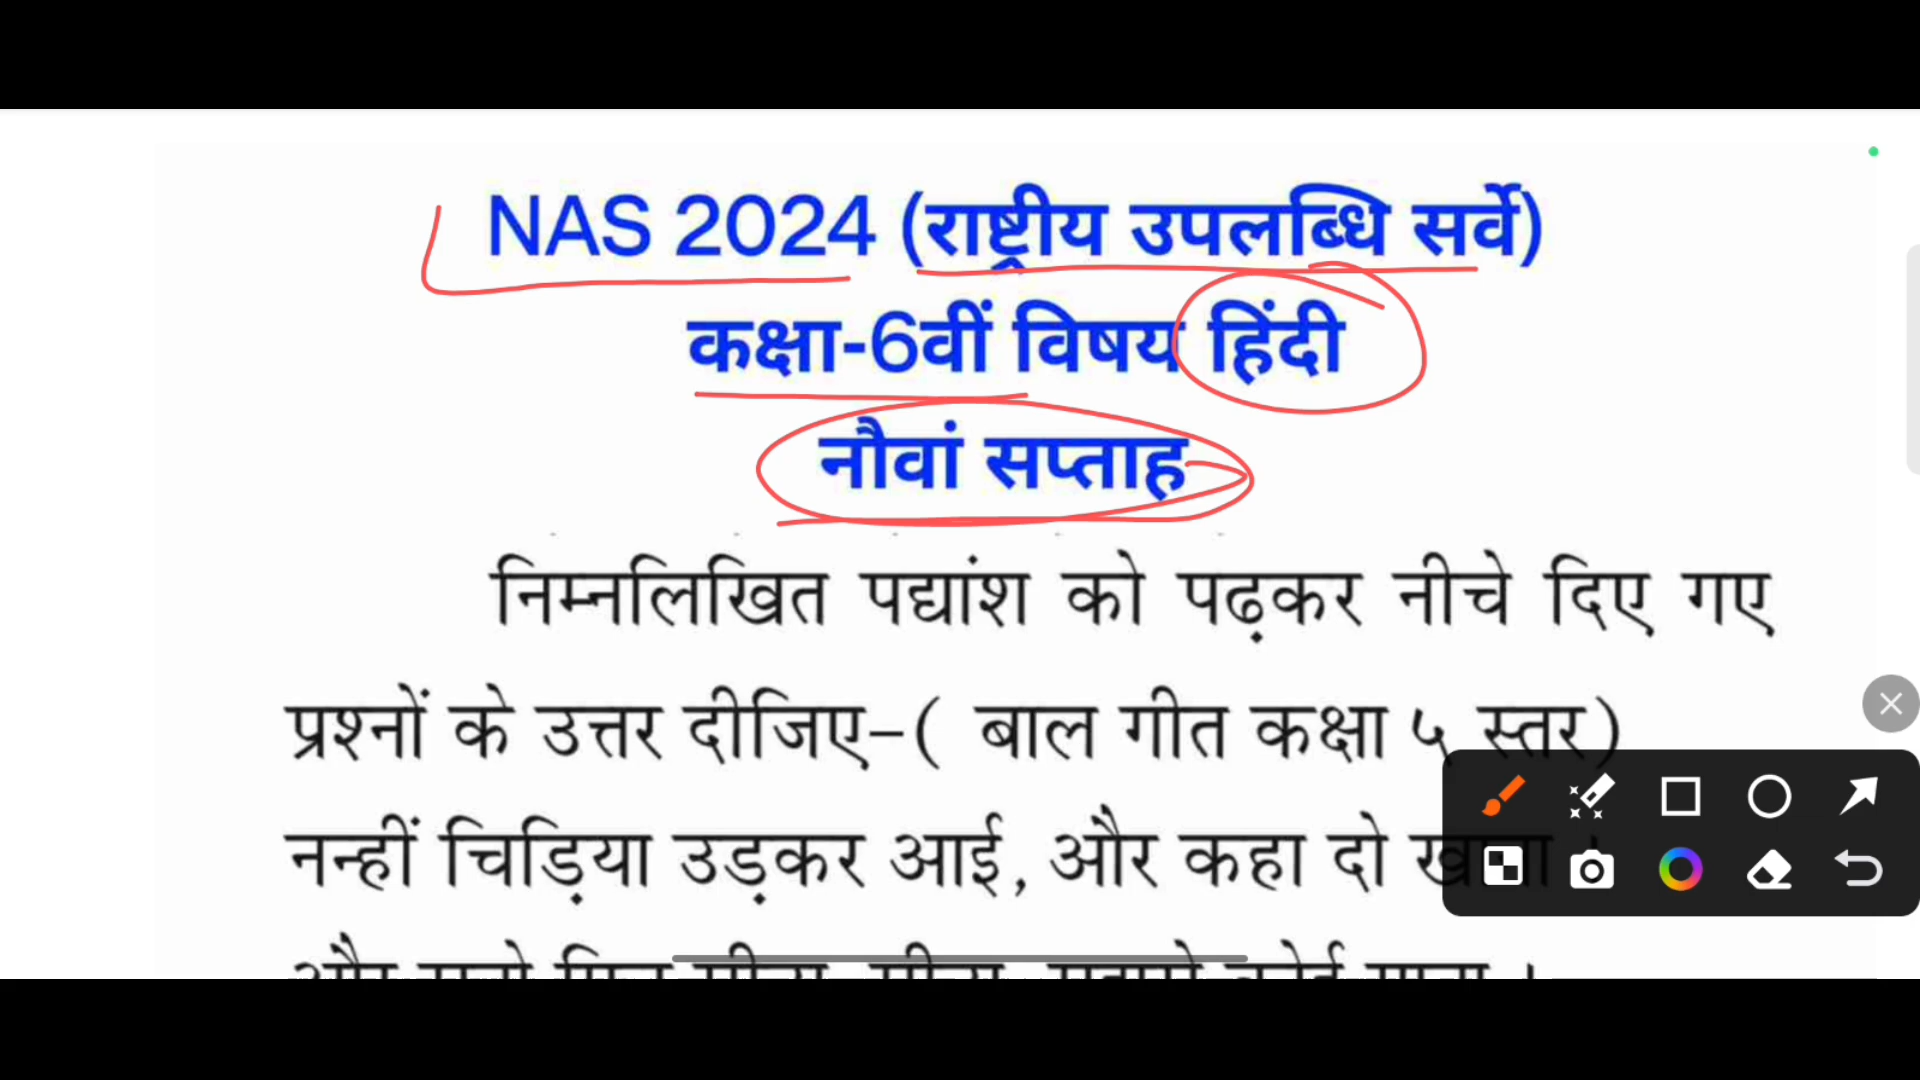 NAS 2024 (राष्ट्रीय उपलब्धि सर्वे)
कक्षा-6वीं विषय हिंदी
नौवां सप्ताह
निम्नलिखित पद्यांश को पढ़कर नीचे दिए गए
प्रश्नों के उत्तर दीजिए-( बाल गीत कक्षा ५ स्तर)
नन्हीं चिड़िया उड़कर आई, और कहा दो